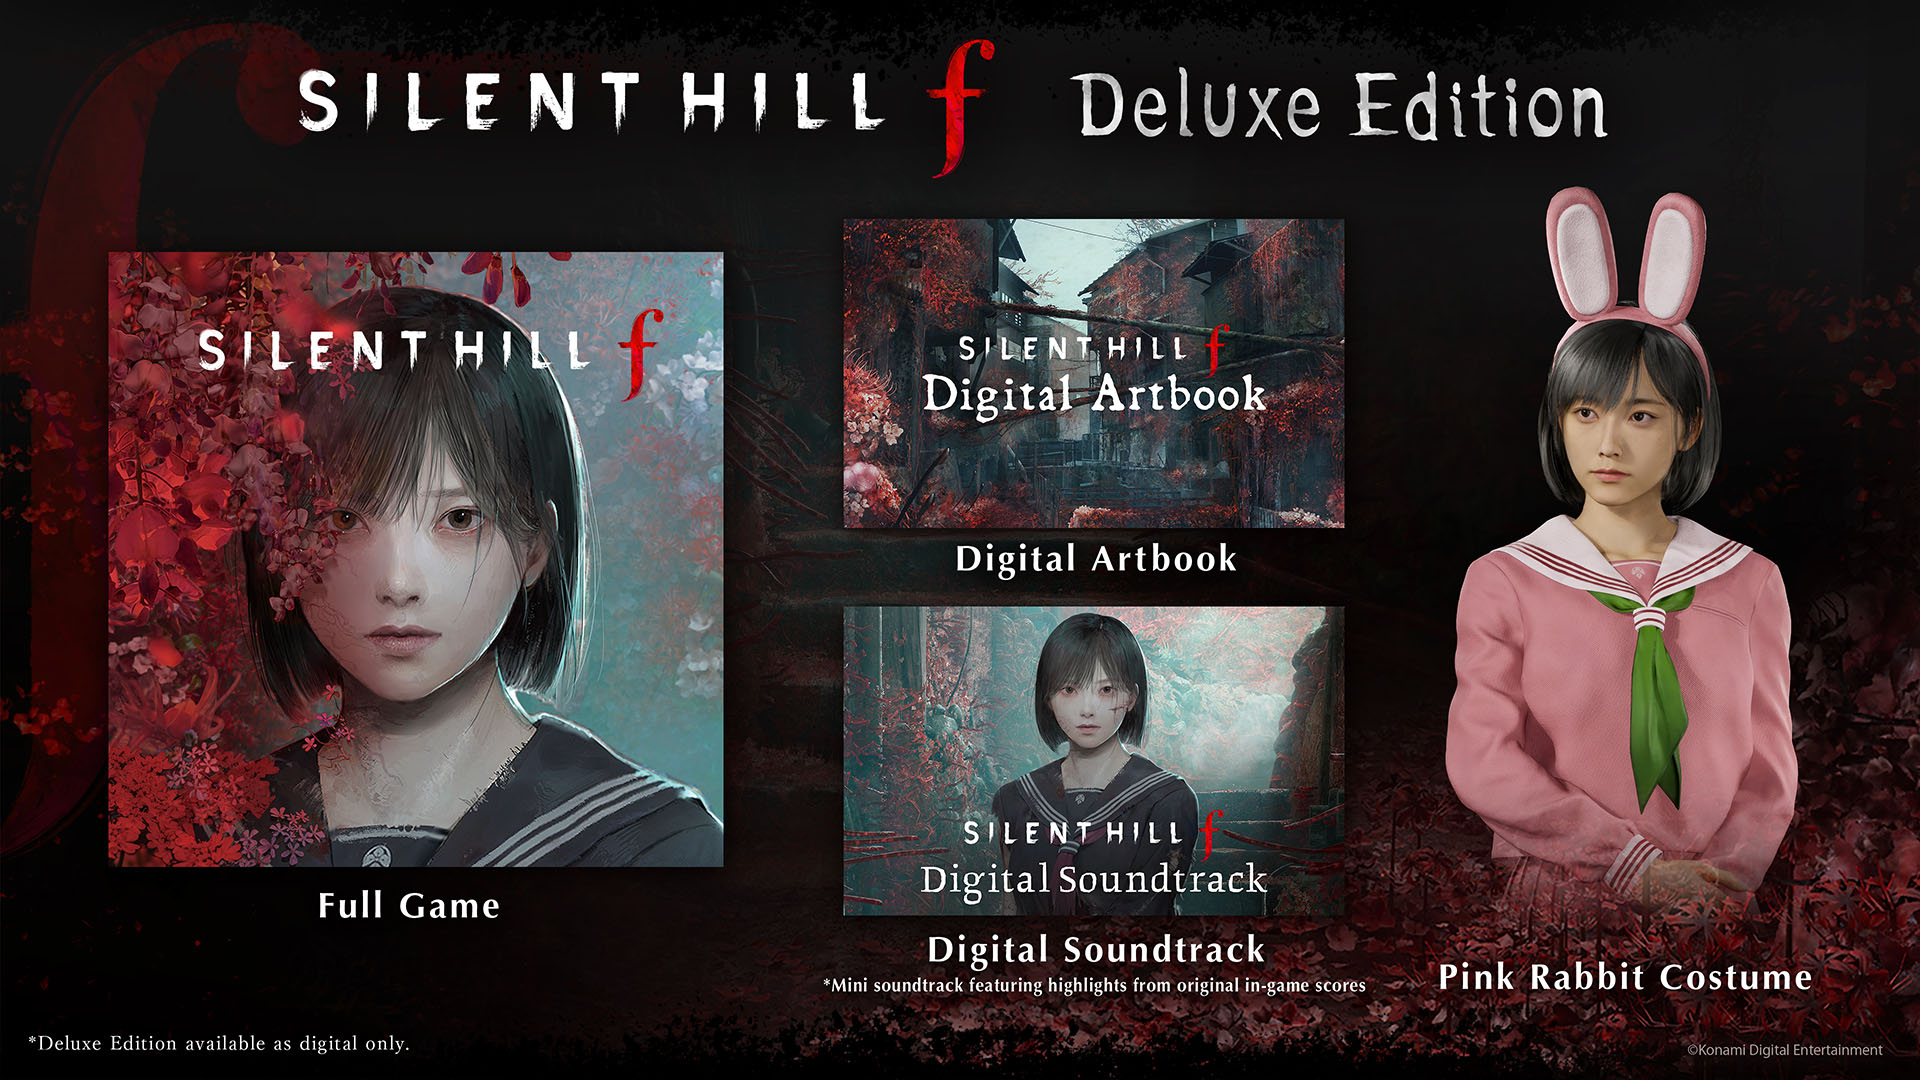 SILENT HILL f Deluxe Edition
SILENT HILL f
Full Game
SILENT HILL f
Digital Artbook
Digital Artbook
SILENT HILL f
Digital Soundtrack
Digital Soundtrack
*Mini soundtrack featuring highlights from original in-game scores
Pink Rabbit Costume
*Deluxe Edition available as digital only.
©Konami Digital Entertainment